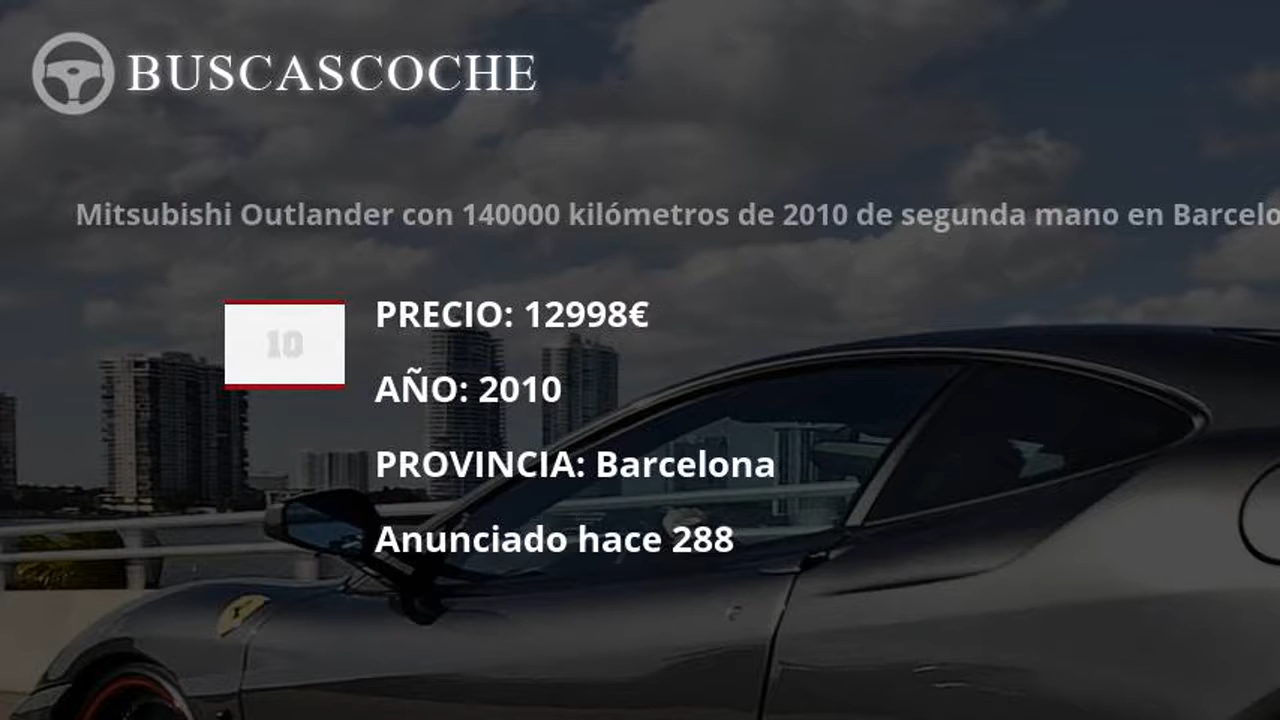 BUSCASCOCHE
Mitsubishi Outlander con 140000 kilómetros de 2010 de segunda mano en Barcelo
10
PRECIO: 12998€
AÑO: 2010
PROVINCIA: Barcelona
Anunciado hace 288